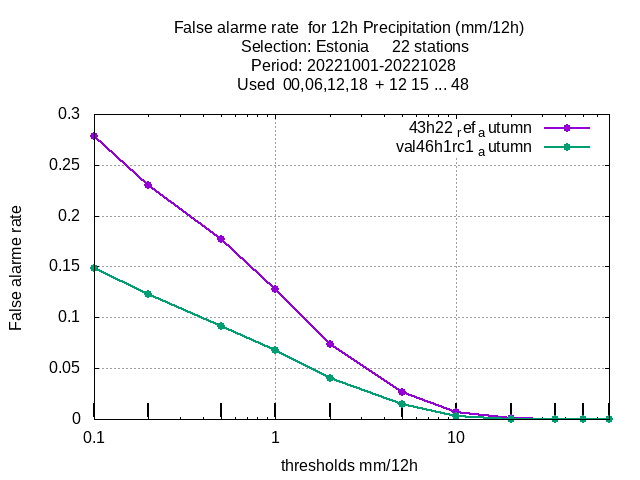 False alarme rate  for 12h Precipitation (mm/12h)
Selection: Estonia     22 stations
Period: 20221001-20221028
Used  00,06,12,18  + 12 15 ... 48
43h22 ref a utumn
val46h1rc1 a utumn
False alarme rate
0.3
0.25
0.2
0.15
0.1
0.05
0
0.1 1 10
thresholds mm/12h